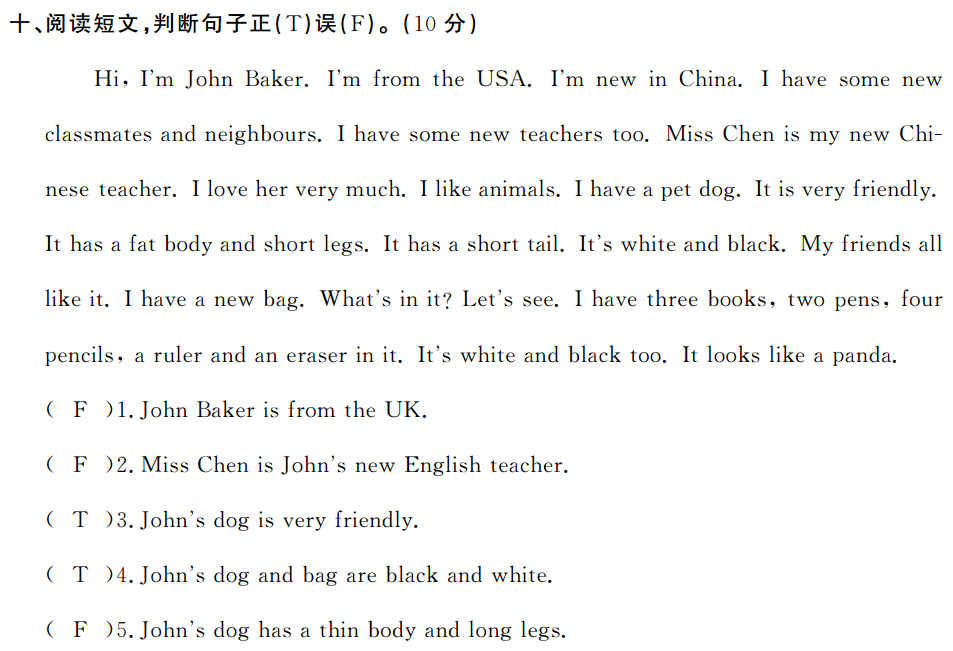 十、阅读短文,判断句子正(T)误(F)。(10 分)
Hi, I'm John Baker. I'm from the USA. I'm new in China. I have some new
classmates and neighbours. I have some new teachers too. Miss Chen is my new Chi-
nese teacher. I love her very much. I like animals. I have a pet dog. It is very friendly.
It has a fat body and short legs. It has a short tail. It's white and black. My friends all
like it. I have a new bag. What's in it? Let's see. I have three books, two pens, four
pencils, a ruler and an eraser in it. It's white and black too. It looks like a panda.
( F )1. John Baker is from the UK.
( F )2. Miss Chen is John's new English teacher.
( T )3. John's dog is very friendly.
( T )4. John's dog and bag are black and white.
( F )5. John's dog has a thin body and long legs.